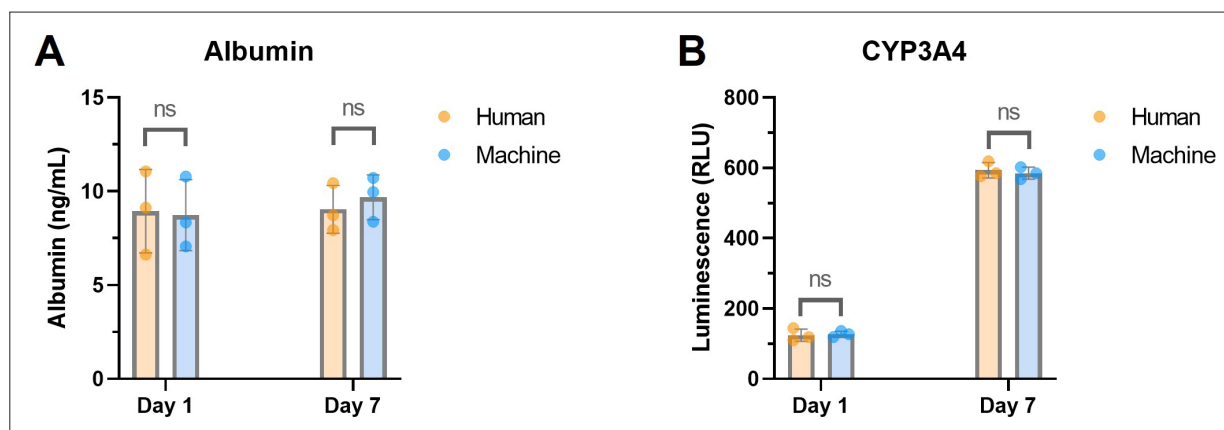 A
Albumin
15
10
5
0
Albumin (ng/mL)
ns
ns
Day 1
Day 7
Human
Machine
B
CYP3A4
800
600
400
200
0
Luminescence (RLU)
ns
ns
Day 1
Day 7
Human
Machine